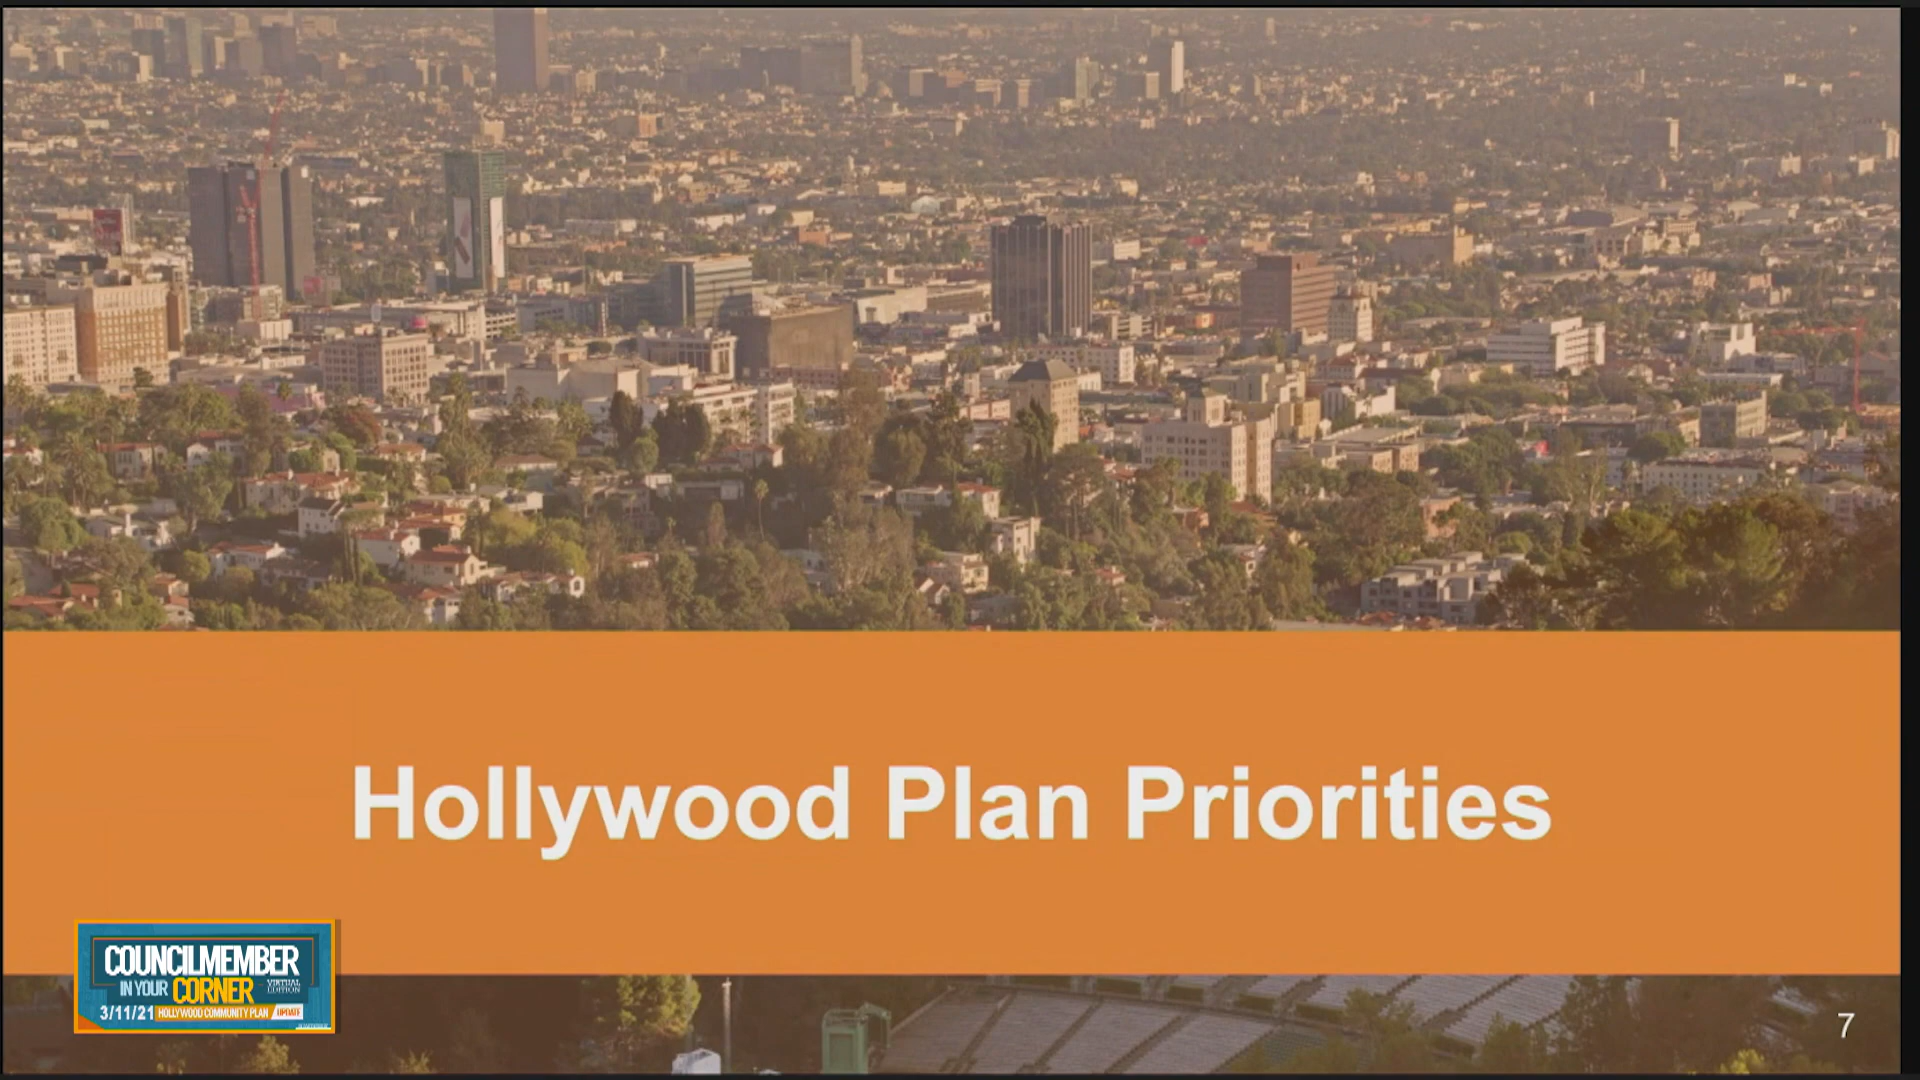 Hollywood Plan Priorities
COUNCILMEMBER
IN YOUR CORNER VIRTUAL EDITION
3/11/21 HOLLYWOOD COMMUNITY PLAN UPDATE
7